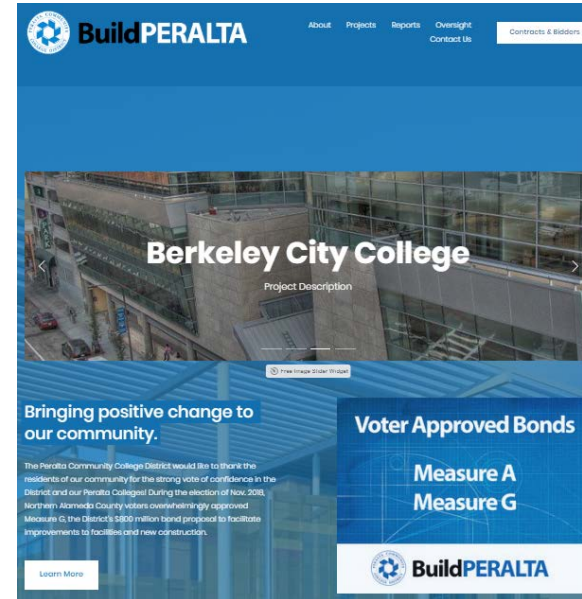 BuildPERALTA
About Projects Reports Oversight
Contact Us
Contracts & Bidders
Berkeley City College
Project Description
Free Image Slider Widget
Bringing positive change to
our community.
The Peralta Community College District would like to thank the
residents of our community for the strong vote of confidence in the
District and our Peralta Colleges! During the election of Nov. 2018,
Northern Alameda County voters overwhelmingly approved
Measure G, the District's $800 million bond proposal to facilitate
improvements to facilities and new construction.
Learn More
Voter Approved Bonds
Measure A
Measure G
BuildPERALTA